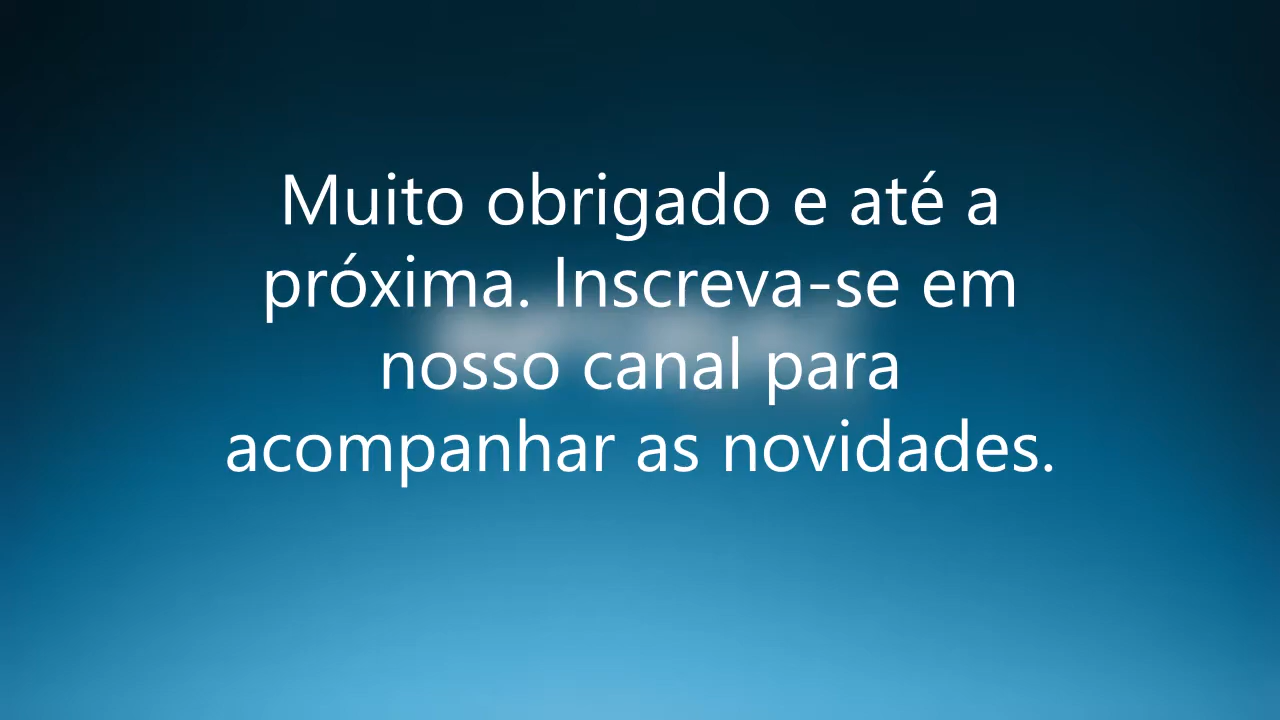 Muito obrigado e até a
próxima. Inscreva-se em
nosso canal para
acompanhar as novidades.